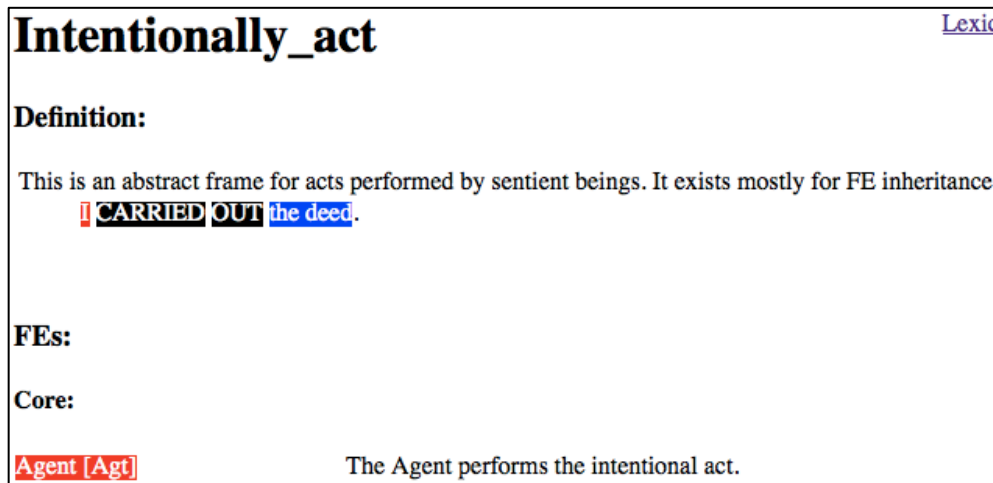 Intentionally_act
Lexic
Definition:
This is an abstract frame for acts performed by sentient beings. It exists mostly for FE inheritance
I CARRIED OUT the deed.
FEs:
Core:
Agent [Agt] The Agent performs the intentional act.